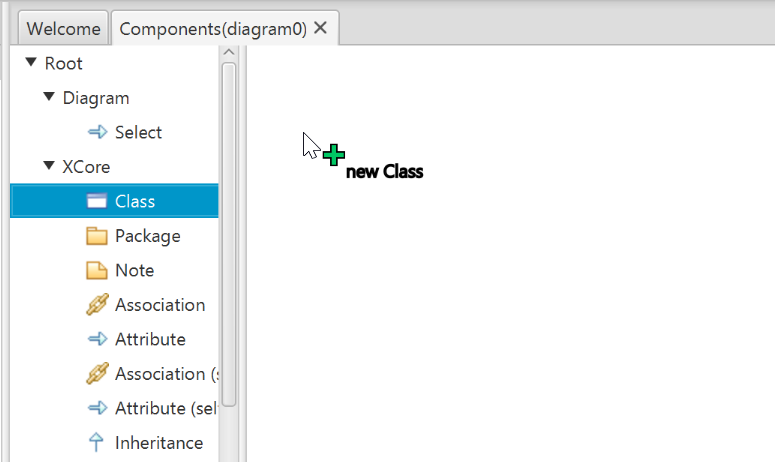 Welcome
Components(diagram0)
Root
Diagram
Select
XCore
Class
new Class
Package
Note
Association
Attribute
Association (s
Attribute (sel
Inheritance